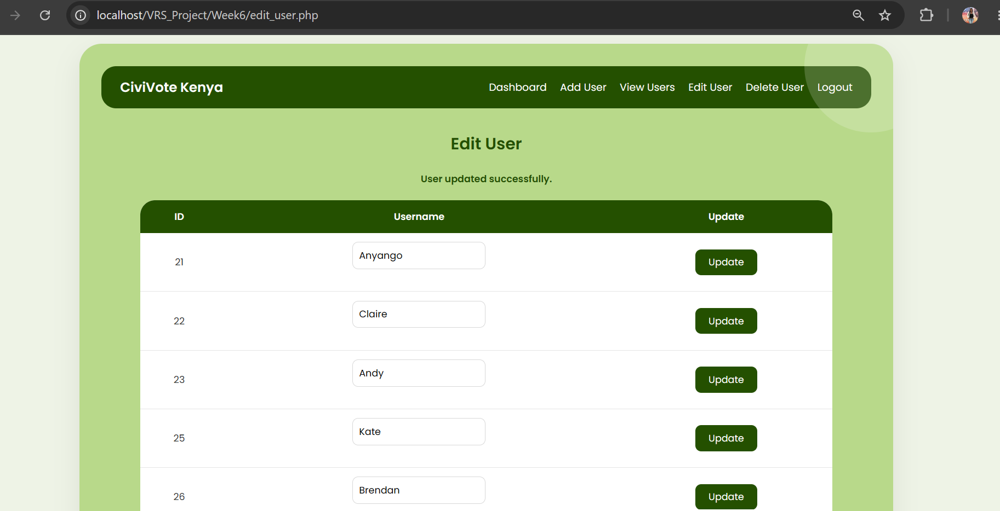 localhost/VRS_Project/Week6/edit_user.php
CiviVote Kenya Dashboard Add User View Users Edit User Delete User Logout
Edit User
User updated successfully.
ID Username Update
21 Anyango Update
22 Claire Update
23 Andy Update
25 Kate Update
26 Brendan Update